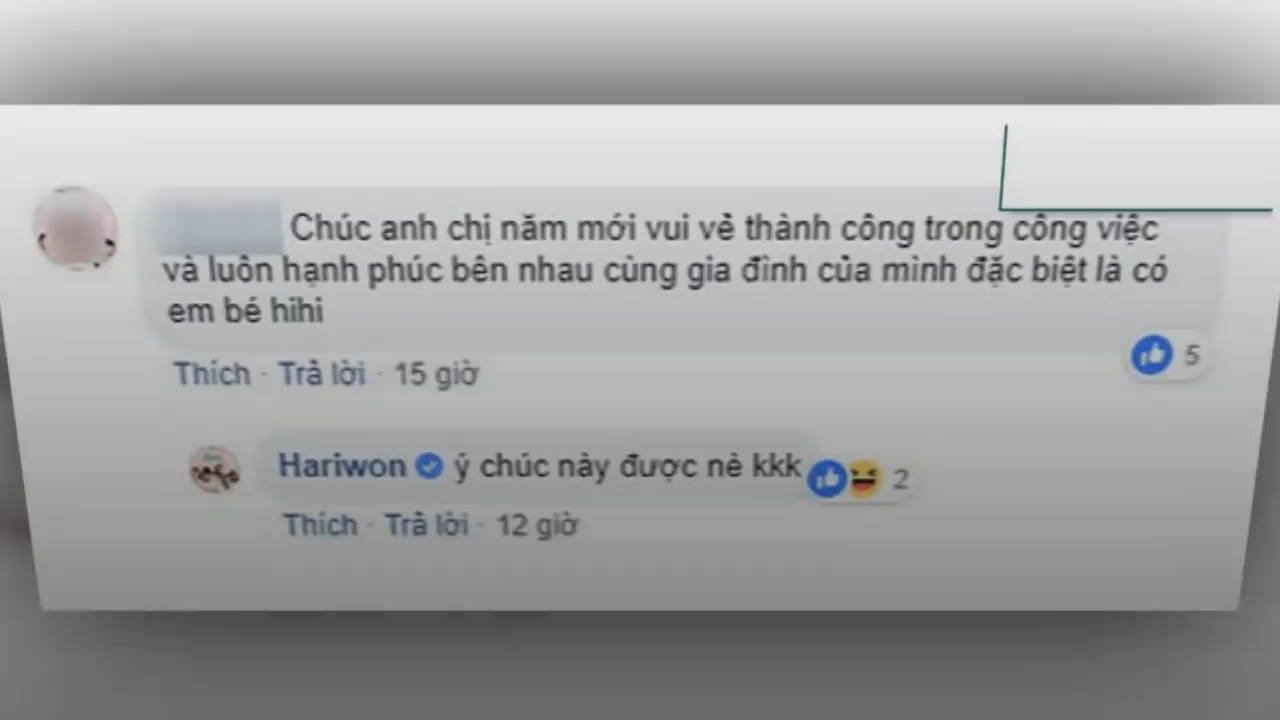 Chúc anh chị năm mới vui vẻ thành công trong công việc
và luôn hạnh phúc bên nhau cùng gia đình của mình đặc biệt là có
em bé hihi
Thích · Trả lời · 15 giờ
5
Hariwon ý chúc này được nè kkk
2
Thích · Trả lời · 12 giờ